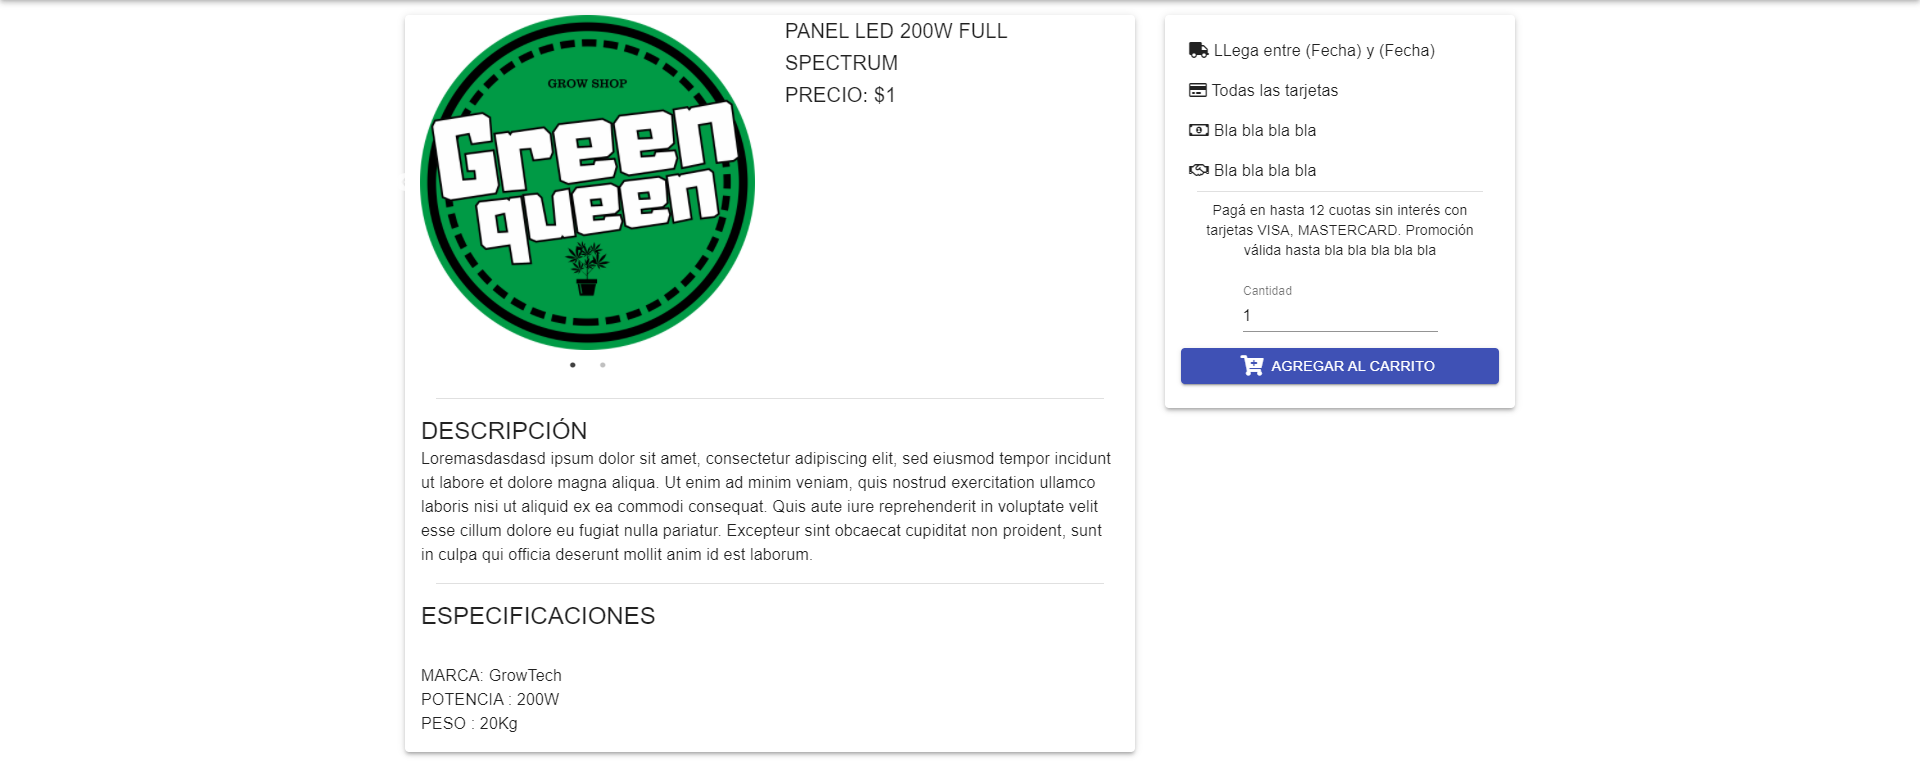 GROW SHOP
Green
queen
PANEL LED 200W FULL
SPECTRUM
PRECIO: $1
DESCRIPCIÓN
Loremasdasdasd ipsum dolor sit amet, consectetur adipiscing elit, sed eiusmod tempor incidunt
ut labore et dolore magna aliqua. Ut enim ad minim veniam, quis nostrud exercitation ullamco
laboris nisi ut aliquid ex ea commodi consequat. Quis aute iure reprehenderit in voluptate velit
esse cillum dolore eu fugiat nulla pariatur. Excepteur sint obcaecat cupiditat non proident, sunt
in culpa qui officia deserunt mollit anim id est laborum.
ESPECIFICACIONES
MARCA: GrowTech
POTENCIA : 200W
PESO : 20Kg
LLega entre (Fecha) y (Fecha)
Todas las tarjetas
Bla bla bla bla
Bla bla bla bla
Pagá en hasta 12 cuotas sin interés con
tarjetas VISA, MASTERCARD. Promoción
válida hasta bla bla bla bla bla
Cantidad
1
AGREGAR AL CARRITO